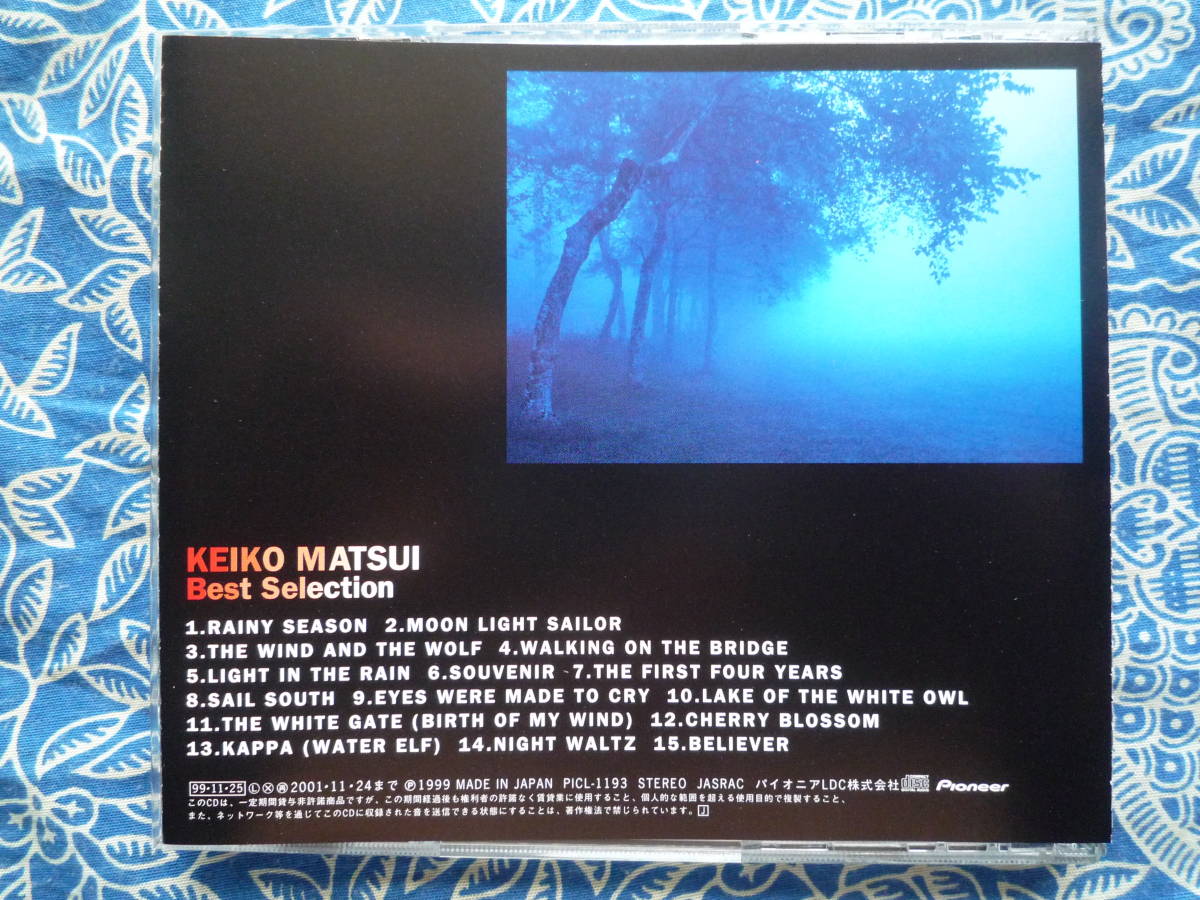 KEIKO MATSUI
Best Selection
1.RAINY SEASON 2.MOON LIGHT SAILOR
3.THE WIND AND THE WOLF 4.WALKING ON THE BRIDGE
5.LIGHT IN THE RAIN 6.SOUVENIR 7.THE FIRST FOUR YEARS
8.SAIL SOUTH 9.EYES WERE MADE TO CRY 10.LAKE OF THE WHITE OWL
11.THE WHITE GATE (BIRTH OF MY WIND) 12.CHERRY BLOSSOM
13.KAPPA (WATER ELF) 14.NIGHT WALTZ 15.BELIEVER
99·11·25 Ⓛ Ⓧ 2001·11·24まで ℗1999 MADE IN JAPAN PICL-1193 STEREO JASRAC パイオニアLDC株式会社 disc Pioneer
このCDは、一定期間貸与非許諾商品ですが、この期間経過後も権利者の許諾なく賃貸業に使用すること、個人的な範囲を超える使用目的で複製すること、
また、ネットワーク等を通じてこのCDに収録された音を送信できる状態にすることは、著作権法で禁じられています。J